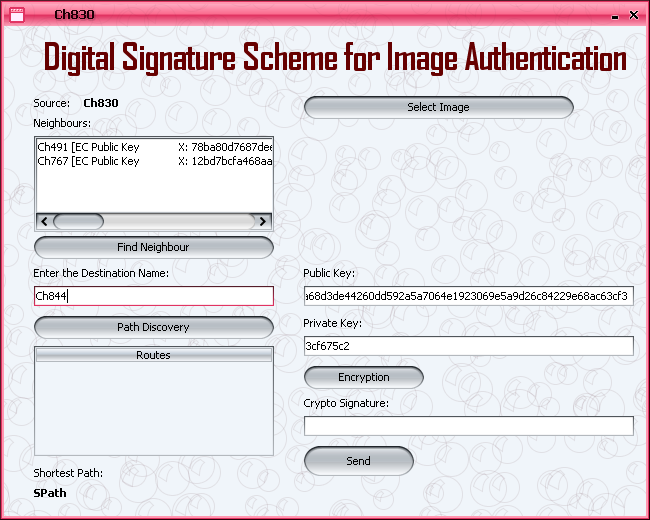 Ch830
Digital Signature Scheme for Image Authentication
Source: Ch830
Neighbours:
Ch491 [EC Public Key X: 78ba80d7687dee
Ch767 [EC Public Key X: 12bd7bcfa468aa
Find Neighbour
Enter the Destination Name:
Ch844
Path Discovery
Routes
Shortest Path:
SPath
Select Image
Public Key:
a68d3de44260dd592a5a7064e1923069e5a9d26c84229e68ac63cf3
Private Key:
3cf675c2
Encryption
Crypto Signature:
Send